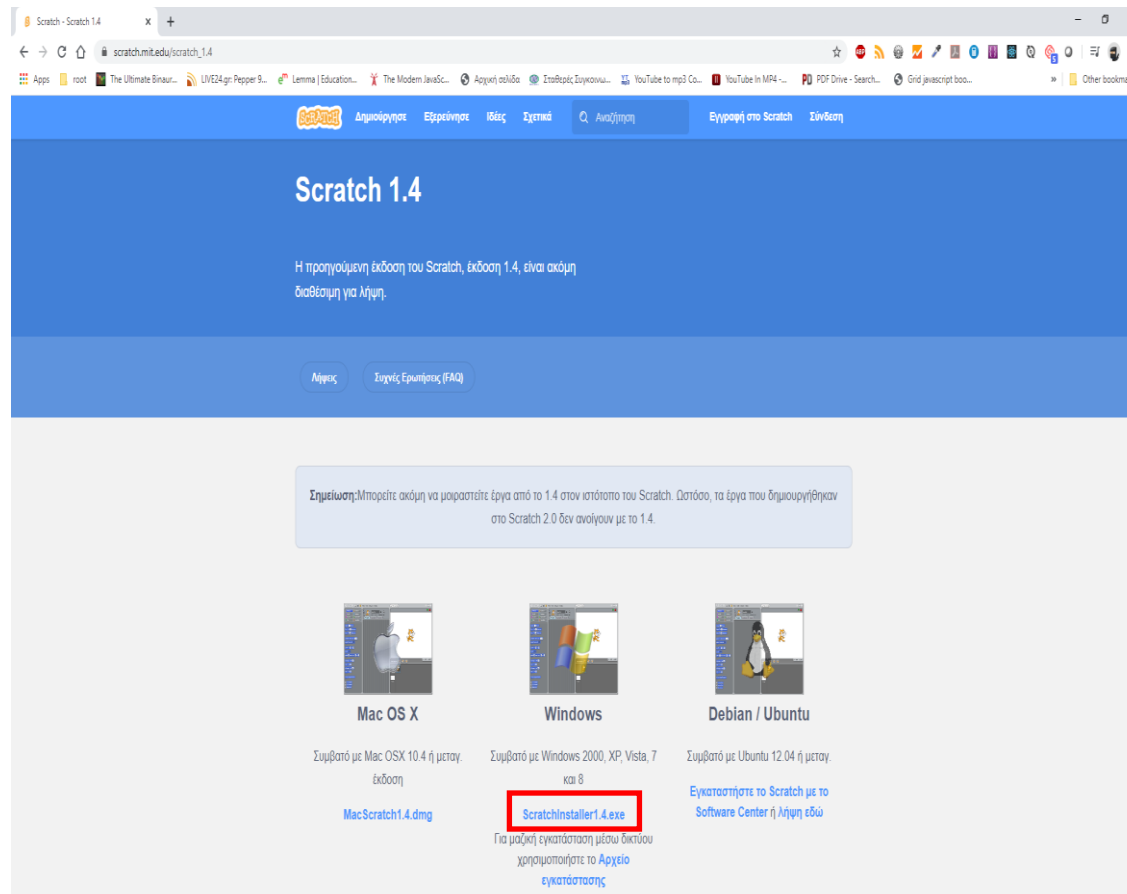 Scratch - Scratch 1.4
scratch.mit.edu/scratch_1.4
Apps root The Ultimate Binaur... LIVE24.gr: Pepper 9... Lemma | Education... The Modern JavaSc... Αρχική σελίδα Σταθερές Συγκοινω... YouTube to mp3 Co... YouTube In MP4 -... PDF Drive - Search... Grid javascript boo... » Other bookma
SCRATCH Δημιούργησε Εξερεύνησε Ιδέες Σχετικά Αναζήτηση Εγγραφή στο Scratch Σύνδεση
Scratch 1.4
Η προηγούμενη έκδοση του Scratch, έκδοση 1.4, είναι ακόμη
διαθέσιμη για λήψη.
Λήψεις Συχνές Ερωτήσεις (FAQ)
Σημείωση:Μπορείτε ακόμη να μοιραστείτε έργα από το 1.4 στον ιστότοπο του Scratch. Ωστόσο, τα έργα που δημιουργήθηκαν
στο Scratch 2.0 δεν ανοίγουν με το 1.4.
Mac OS X
Συμβατό με Mac OSX 10.4 ή μεταγ.
έκδοση
MacScratch1.4.dmg
Windows
Συμβατό με Windows 2000, XP, Vista, 7
και 8
ScratchInstaller1.4.exe
Για μαζική εγκατάσταση μέσω δικτύου
χρησιμοποιήστε το Αρχείο
εγκατάστασης
Debian / Ubuntu
Συμβατό με Ubuntu 12.04 ή μεταγ.
Εγκαταστήστε το Scratch με το
Software Center ή λήψη εδώ